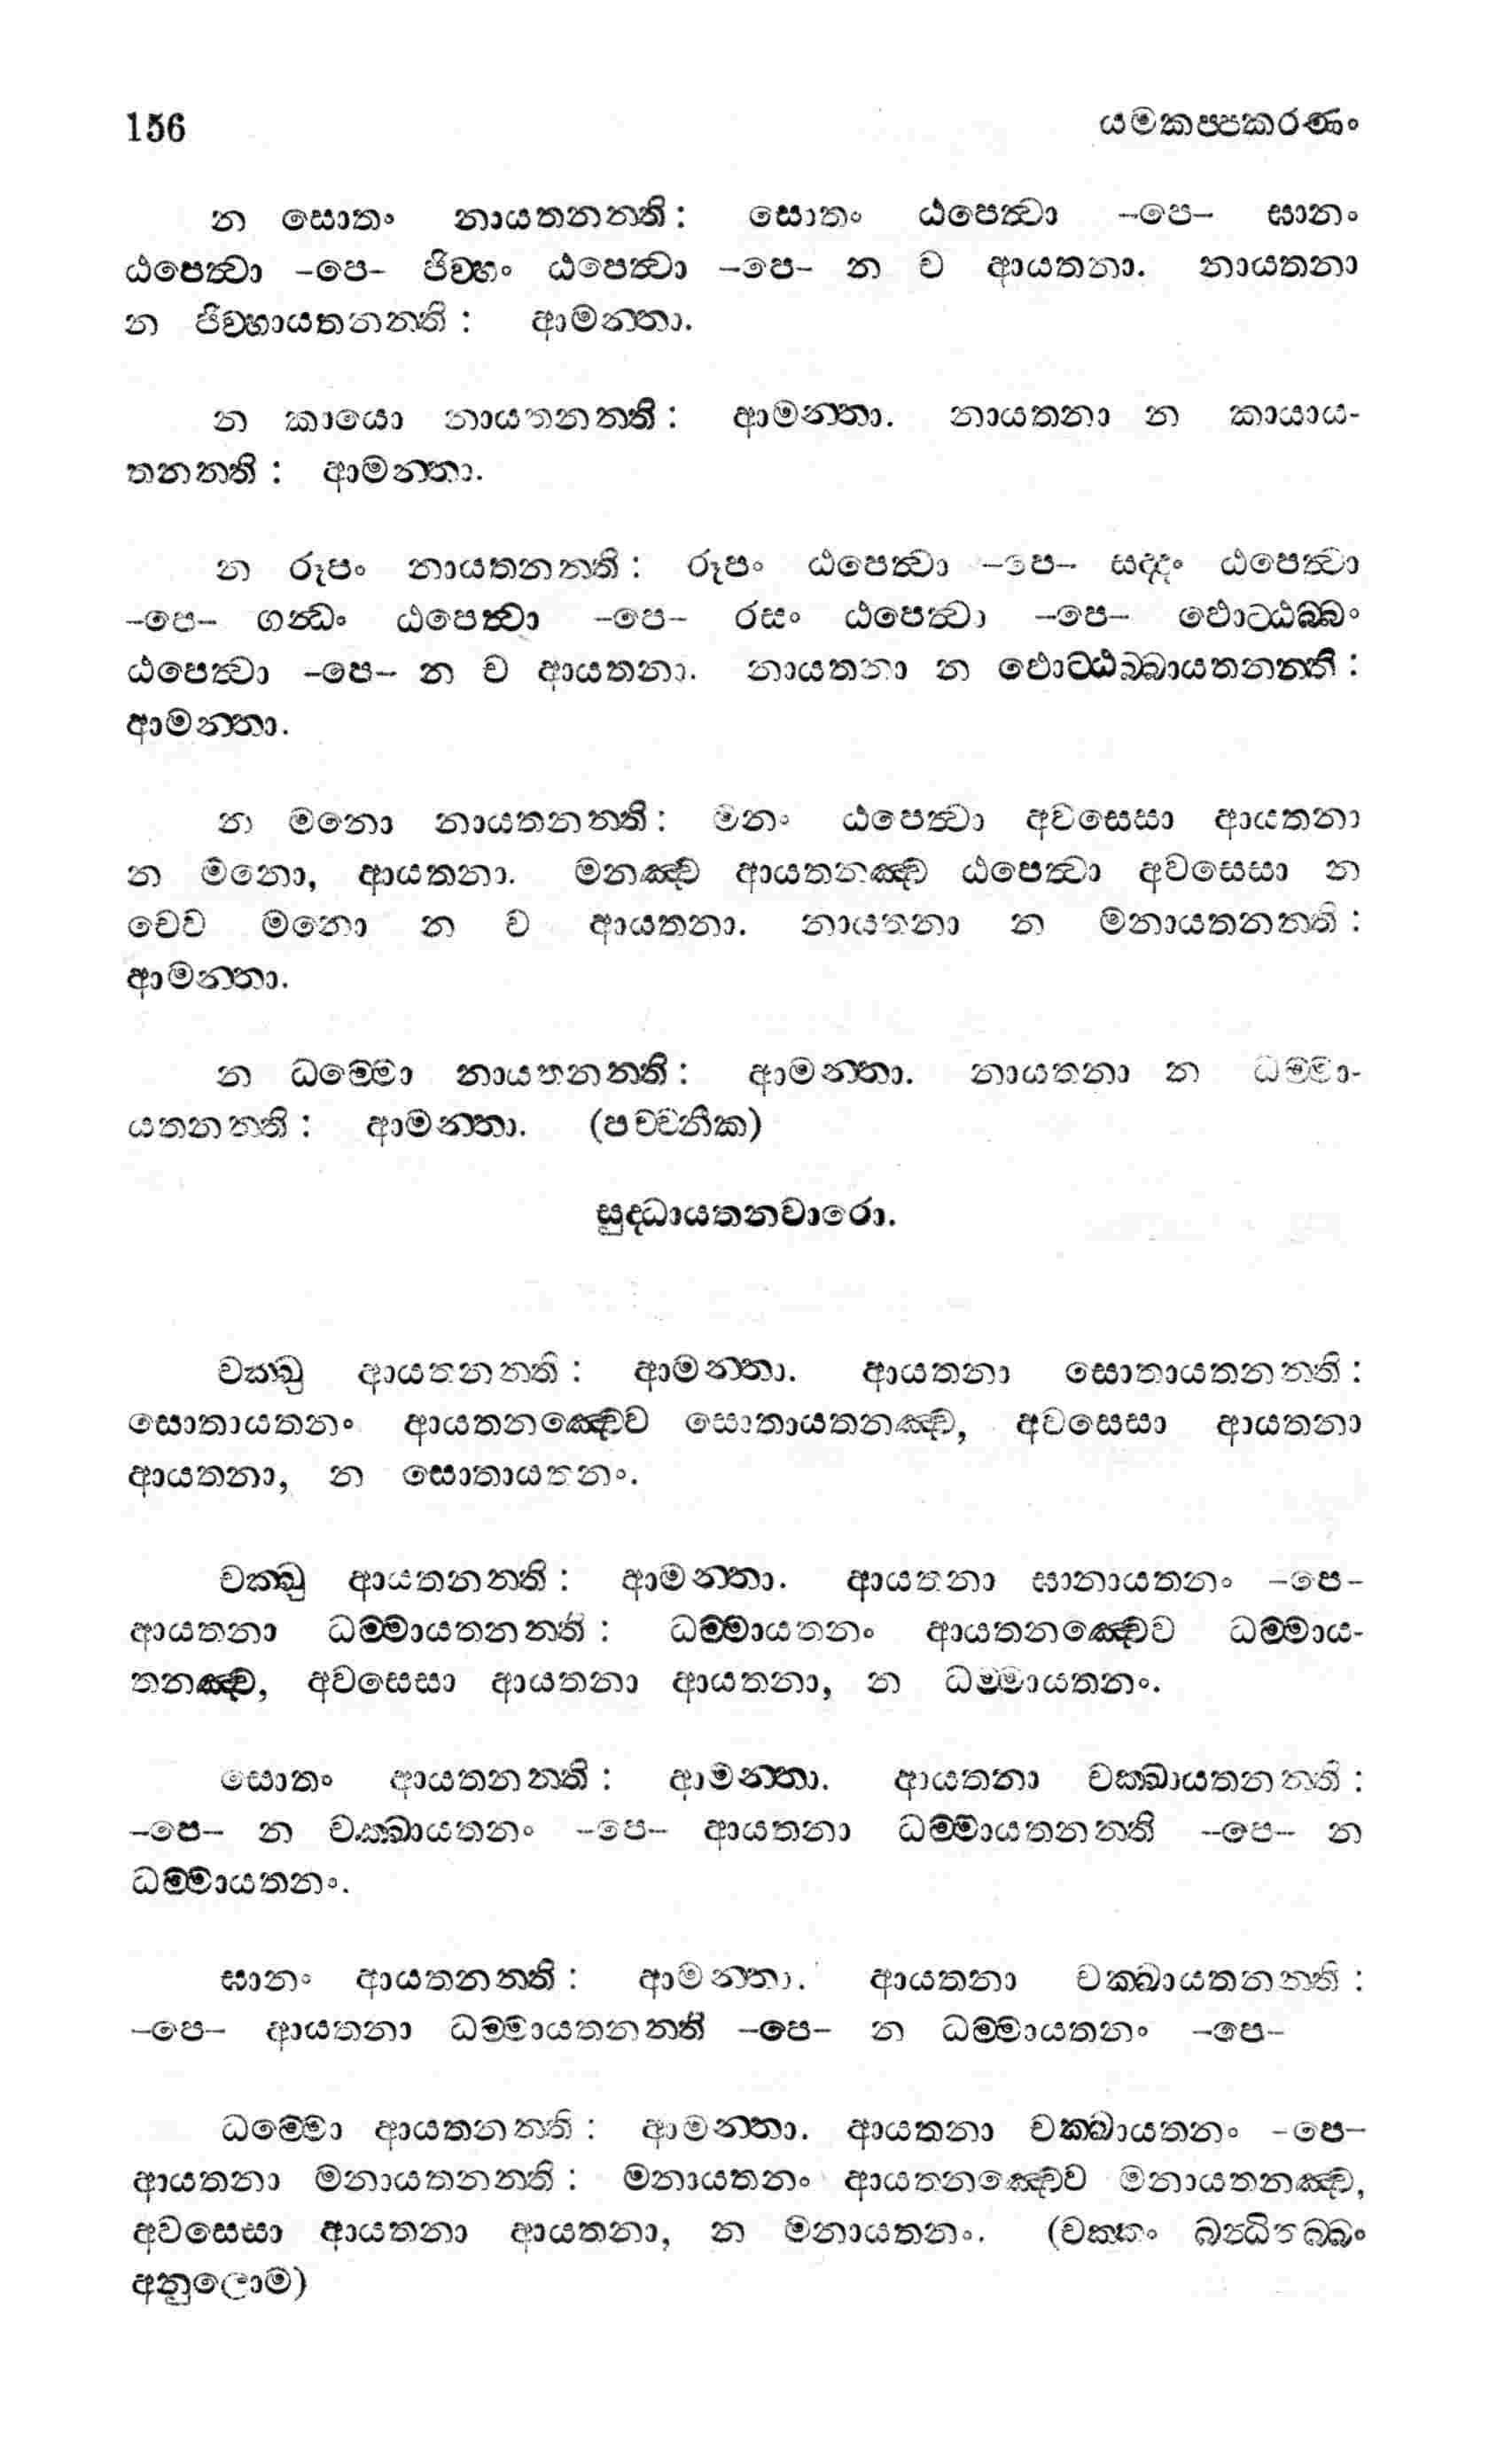 156 යමකප්පකරණං
න සොතං නායතනන්ති : සොතං ඨපෙත්වා –පෙ– ඝානං
ඨපෙත්වා –පෙ– ජිව්හං ඨපෙත්වා –පෙ– න ච ආයතනා. නායතනා
න ජිව්හායතනන්ති : ආමන්තා.
න කායො නායතනන්ති : ආමන්තා. නායතනා න කායාය-
තනන්ති : ආමන්තා.
න රූපං නායතනන්ති : රූපං ඨපෙත්වා –පෙ– සද්දං ඨපෙත්වා
–පෙ– ගන්ධං ඨපෙත්වා –පෙ– රසං ඨපෙත්වා –පෙ– ඵොට්ඨබ්බං
ඨපෙත්වා –පෙ– න ච ආයතනා. නායතනා න ඵොට්ඨබ්බායතනන්ති :
ආමන්තා.
න මනො නායතනන්ති : මනං ඨපෙත්වා අවසෙසා ආයතනා
න මනො, ආයතනා. මනඤ්ච ආයතනඤ්ච ඨපෙත්වා අවසෙසා න
චෙව මනො න ච ආයතනා. නායතනා න මනායතනන්ති :
ආමන්තා.
න ධම්මො නායතනන්ති : ආමන්තා. නායතනා න ධම්මා-
යතනන්ති : ආමන්තා. (පච්චනීක)
සුද්ධායතනවාරො.
චක්ඛු ආයතනන්ති : ආමන්තා. ආයතනා සොතායතනන්ති :
සොතායතනං ආයතනඤ්චෙව සොතායතනඤ්ච, අවසෙසා ආයතනා
ආයතනා, න සොතායතනං.
චක්ඛු ආයතනන්ති : ආමන්තා. ආයතනා ඝානායතනං –පෙ–
ආයතනා ධම්මායතනන්ති : ධම්මායතනං ආයතනඤ්චෙව ධම්මාය-
තනඤ්ච, අවසෙසා ආයතනා ආයතනා, න ධම්මායතනං.
සොතං ආයතනන්ති : ආමන්තා. ආයතනා චක්ඛායතනන්ති :
–පෙ– න චක්ඛායතනං –පෙ– ආයතනා ධම්මායතනන්ති –පෙ– න
ධම්මායතනං.
ඝානං ආයතනන්ති : ආමන්තා. ආයතනා චක්ඛායතනන්ති :
–පෙ– ආයතනා ධම්මායතනන්ති –පෙ– න ධම්මායතනං –පෙ–
ධම්මො ආයතනන්ති : ආමන්තා. ආයතනා චක්ඛායතනං –පෙ–
ආයතනා මනායතනන්ති : මනායතනං ආයතනඤ්චෙව මනායතනඤ්ච,
අවසෙසා ආයතනා ආයතනා, න මනායතනං. (චක්කං බන්ධිතබ්බං
අනුලොම)